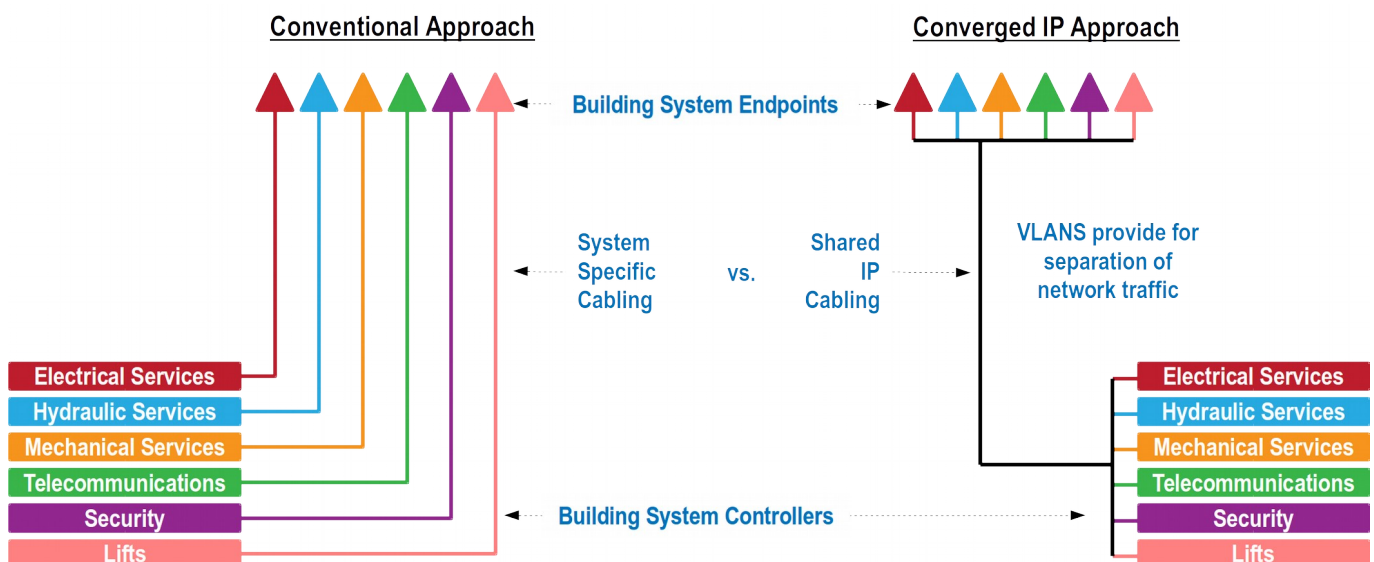 Conventional Approach
Converged IP Approach
Building System Endpoints
System
Specific
Cabling
vs.
Shared
IP
Cabling
VLANS provide for
separation of
network traffic
Electrical Services
Hydraulic Services
Mechanical Services
Telecommunications
Security
Lifts
Building System Controllers
Electrical Services
Hydraulic Services
Mechanical Services
Telecommunications
Security
Lifts